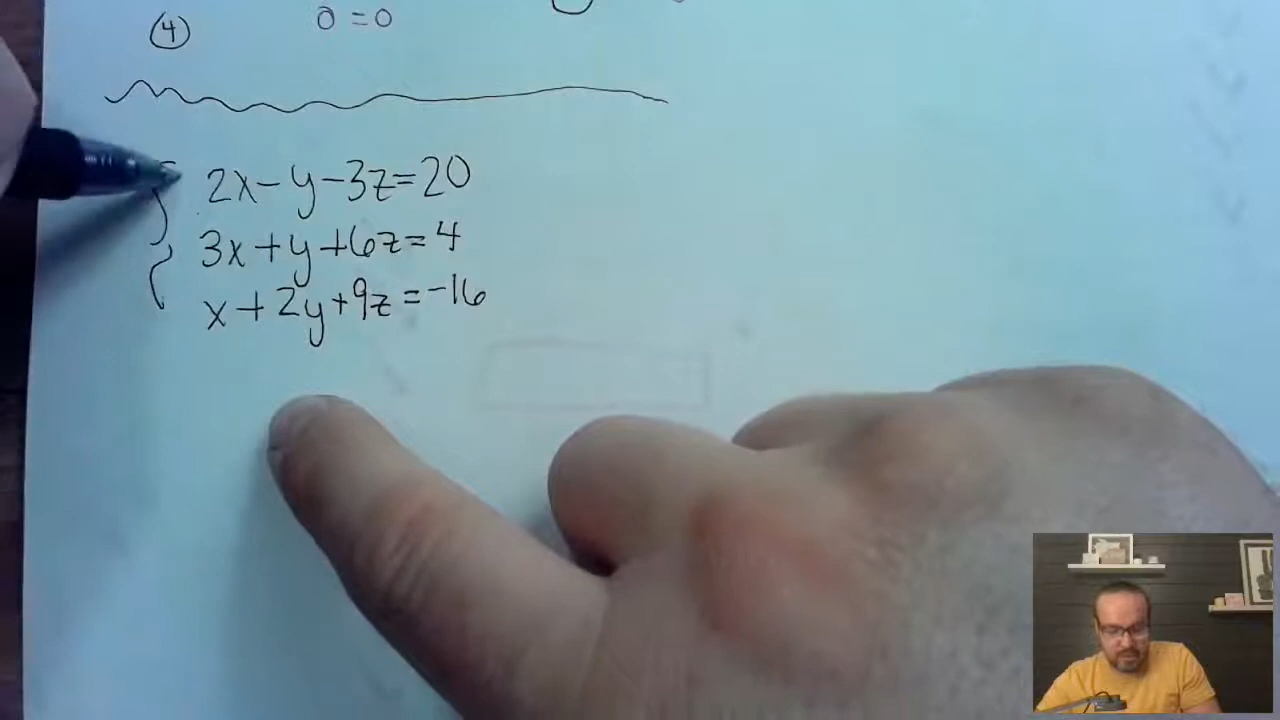 ④ 0 = 0
2x - y - 3z = 20
3x + y + 6z = 4
x + 2y + 9z = -16